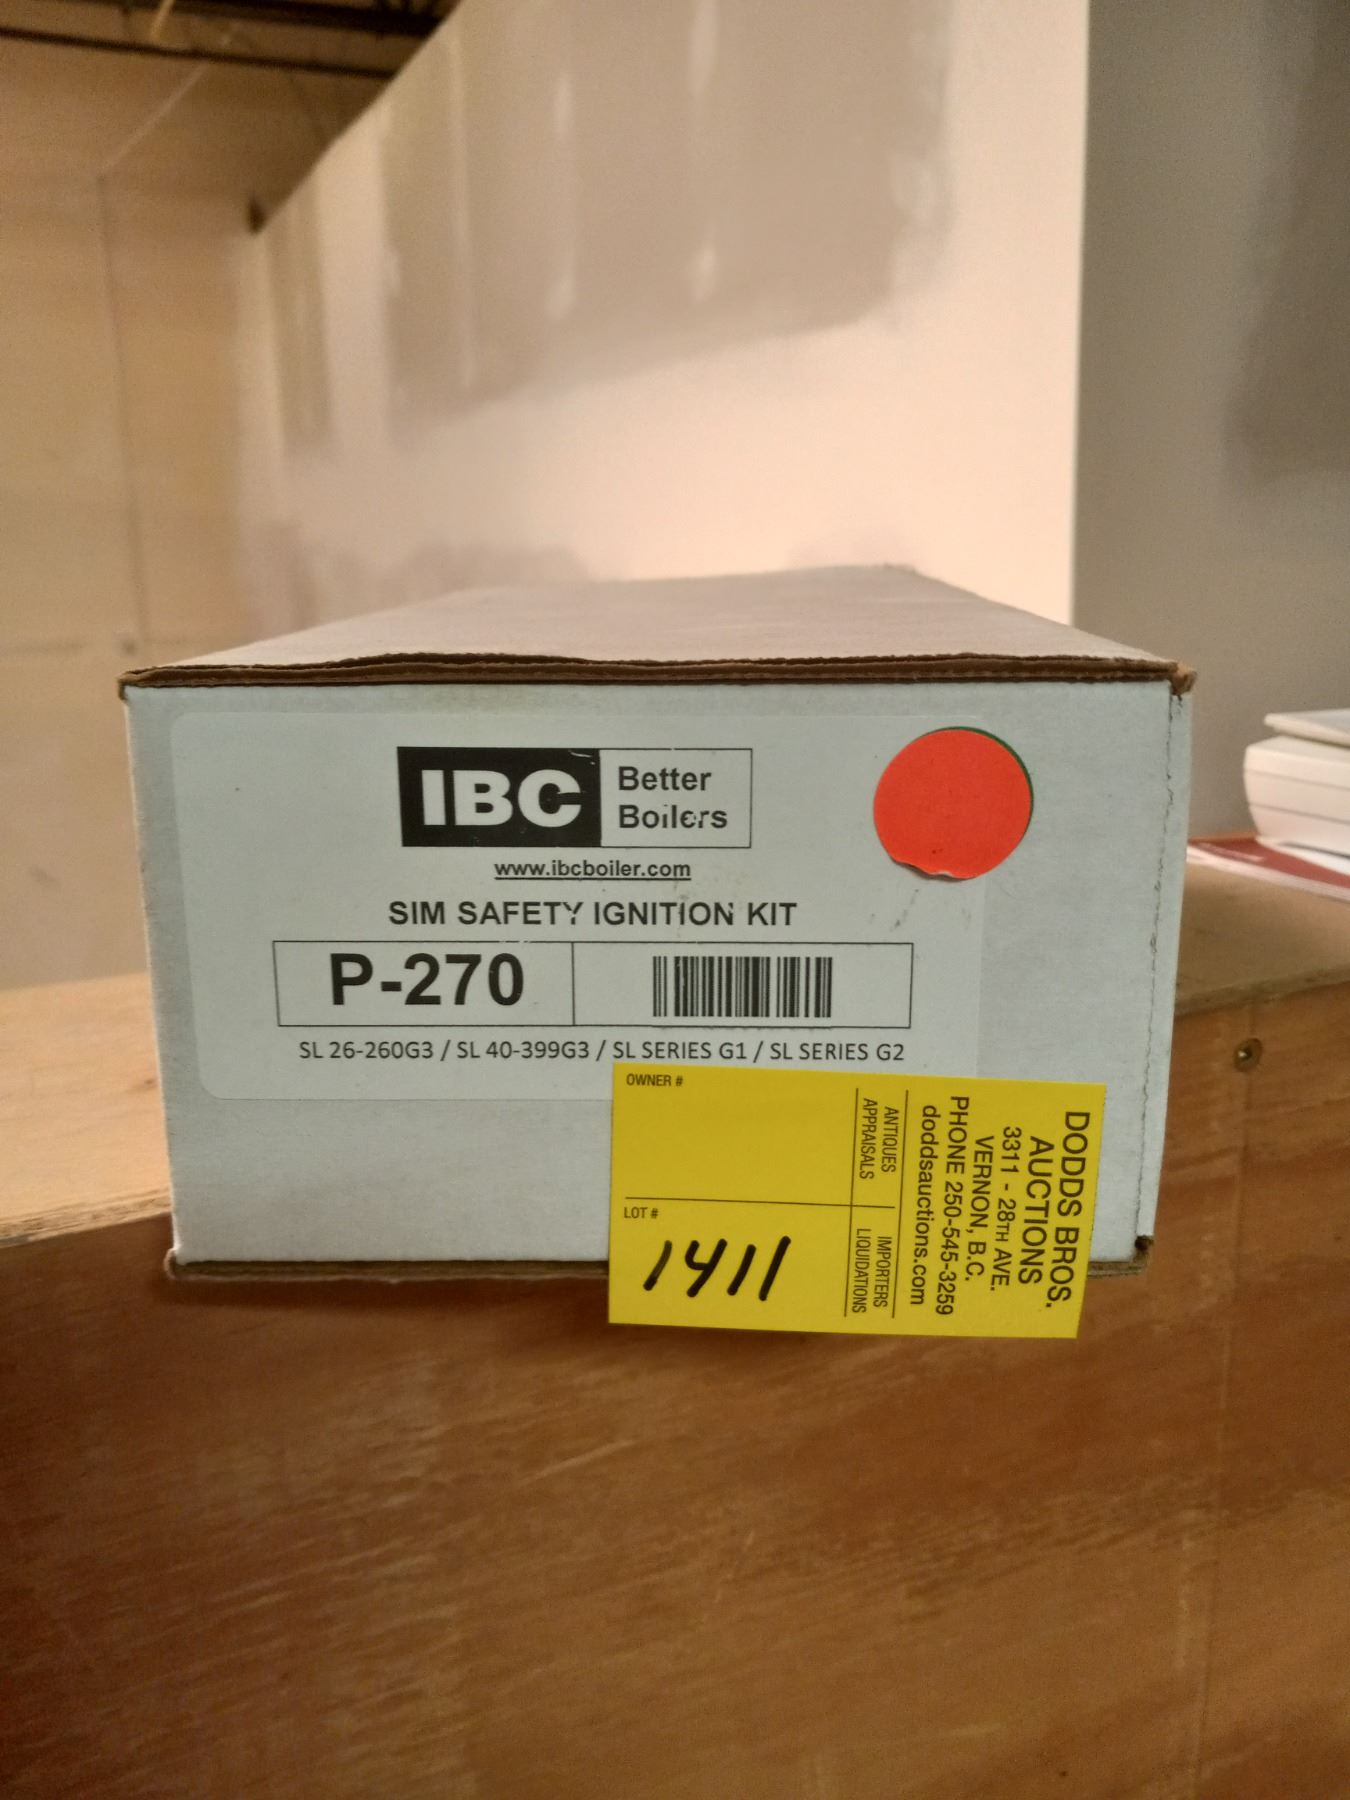 IBC Better
Boilers
www.ibcboiler.com
SIM SAFETY IGNITION KIT
P-270
SL 26-260G3 / SL 40-399G3 / SL SERIES G1 / SL SERIES G2
OWNER #
LOT #
1411
DODDS BROS.
AUCTIONS
3311 - 28TH AVE.
VERNON, B.C.
PHONE 250-545-3259
doddsauctions.com
ANTIQUES IMPORTERS
APPRAISALS LIQUIDATIONS